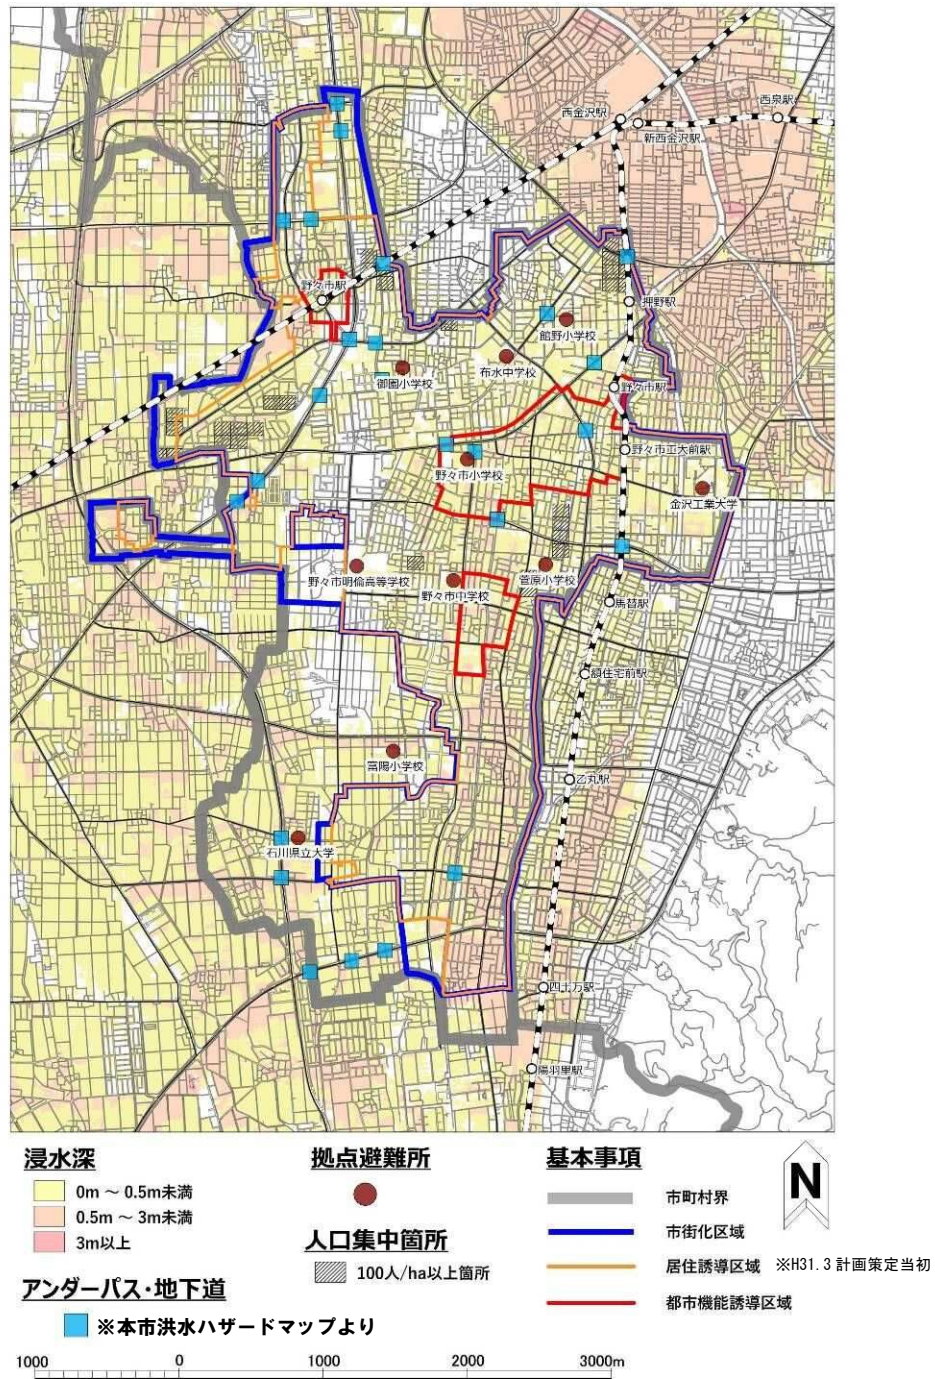 西金沢駅
西泉駅
新西金沢駅
野々市駅
押野駅
館野小学校
布水中学校
御園小学校
野々市駅
野々市工大前駅
野々市小学校
金沢工業大学
野々市明倫高等学校
野々市中学校
菅原小学校
馬替駅
額住宅前駅
富陽小学校
乙丸駅
石川県立大学
四十万駅
陽羽里駅
浸水深
0m ～ 0.5m未満
0.5m ～ 3m未満
3m以上
アンダーパス・地下道
※本市洪水ハザードマップより
拠点避難所
人口集中箇所
100人/ha以上箇所
基本事項
市町村界
市街化区域
居住誘導区域 ※H31.3 計画策定当初
都市機能誘導区域
N
1000 0 1000 2000 3000m